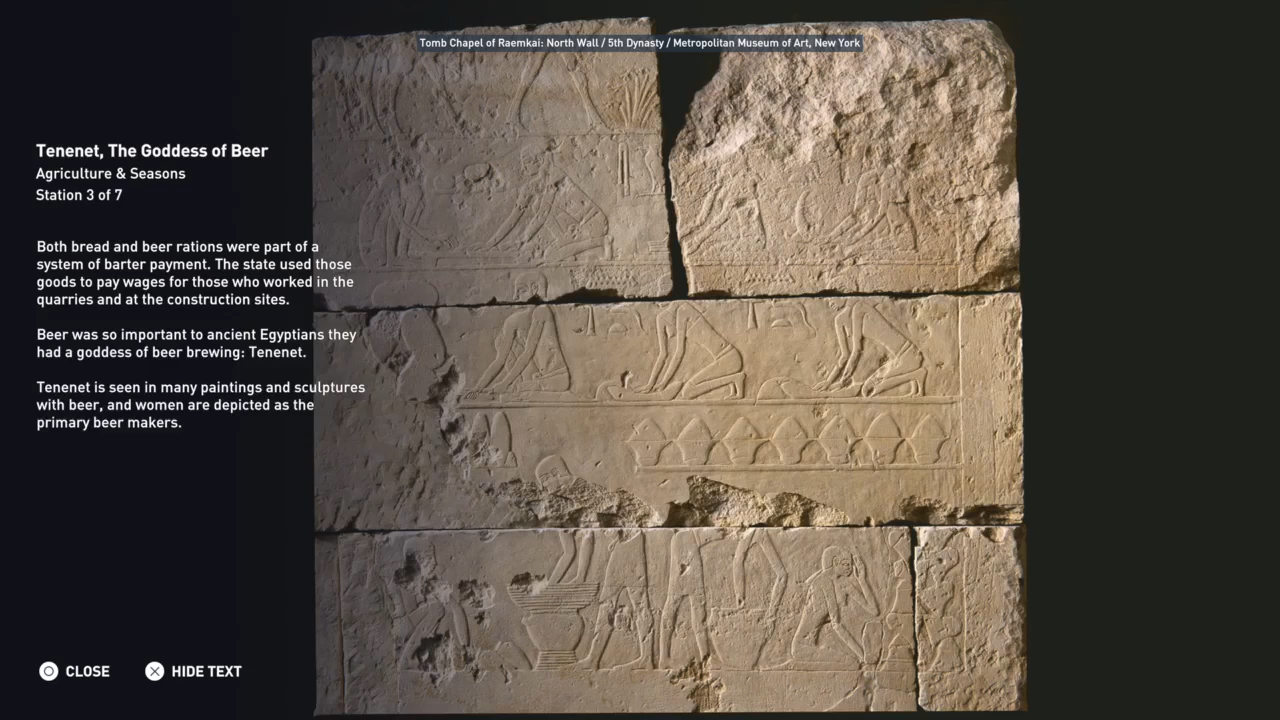 Tomb Chapel of Raemkai: North Wall / 5th Dynasty / Metropolitan Museum of Art, New York
Tenenet, The Goddess of Beer
Agriculture & Seasons
Station 3 of 7
Both bread and beer rations were part of a
system of barter payment. The state used those
goods to pay wages for those who worked in the
quarries and at the construction sites.
Beer was so important to ancient Egyptians they
had a goddess of beer brewing: Tenenet.
Tenenet is seen in many paintings and sculptures
with beer, and women are depicted as the
primary beer makers.
CLOSE
HIDE TEXT